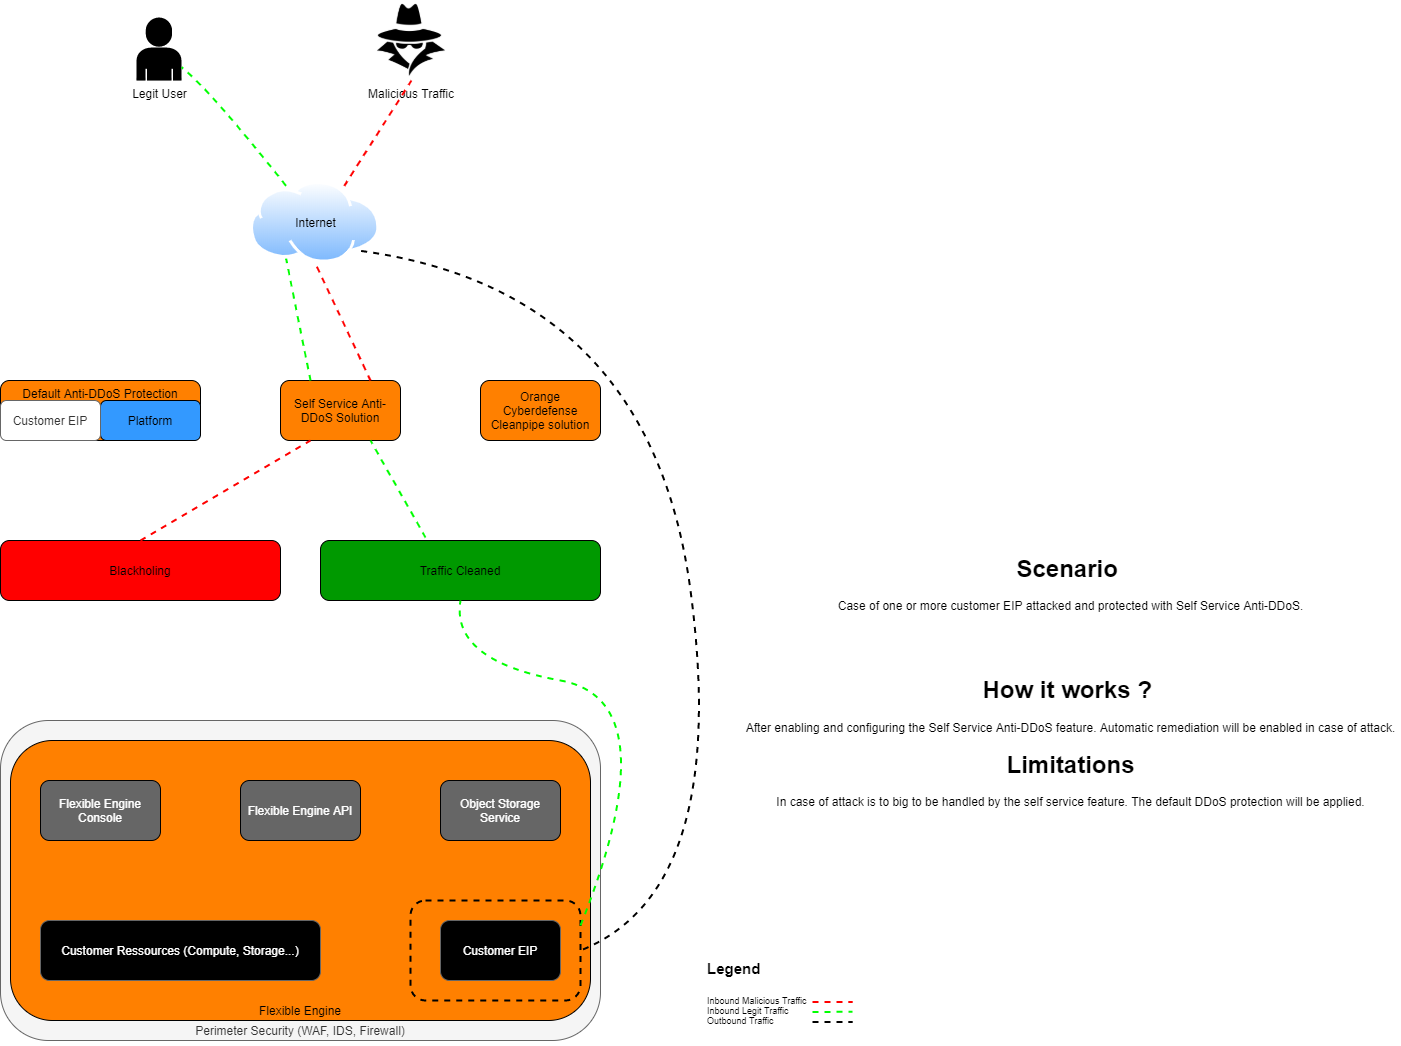 Legit User
Malicious Traffic
Internet
Default Anti-DDoS Protection
Customer EIP
Platform
Self Service Anti-
DDoS Solution
Orange
Cyberdefense
Cleanpipe solution
Blackholing
Traffic Cleaned
Scenario
Case of one or more customer EIP attacked and protected with Self Service Anti-DDoS.
How it works ?
After enabling and configuring the Self Service Anti-DDoS feature. Automatic remediation will be enabled in case of attack.
Limitations
In case of attack is to big to be handled by the self service feature. The default DDoS protection will be applied.
Flexible Engine
Console
Flexible Engine API
Object Storage
Service
Customer Ressources (Compute, Storage...)
Customer EIP
Flexible Engine
Perimeter Security (WAF, IDS, Firewall)
Legend
Inbound Malicious Traffic
Inbound Legit Traffic
Outbound Traffic